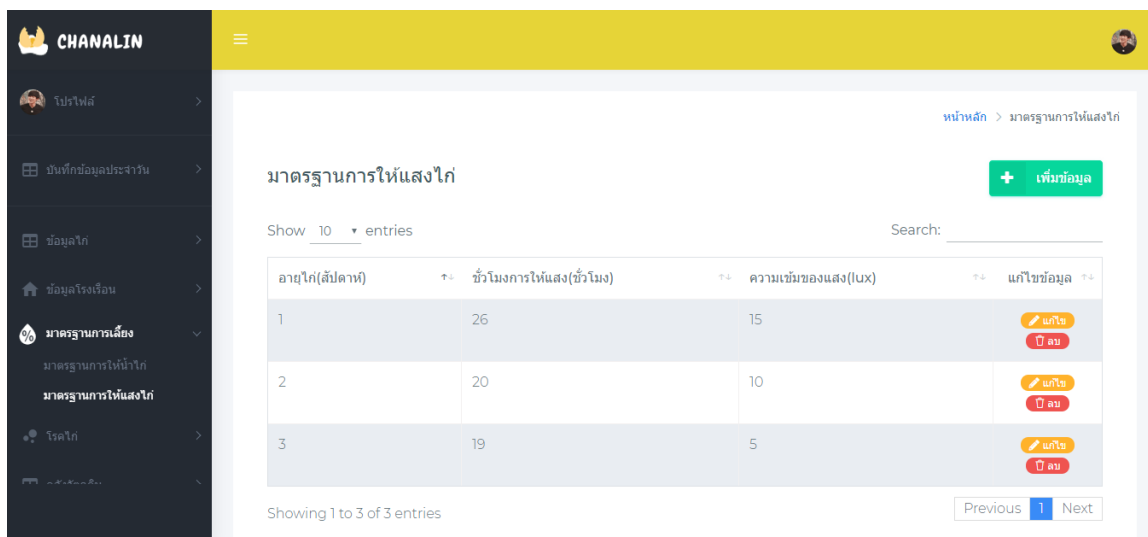 CHANALIN
โปรไฟล์
บันทึกข้อมูลประจำวัน
ข้อมูลไก่
ข้อมูลโรงเรือน
มาตรฐานการเลี้ยง
มาตรฐานการให้น้ำไก่
มาตรฐานการให้แสงไก่
โรคไก่
หน้าหลัก > มาตรฐานการให้แสงไก่
มาตรฐานการให้แสงไก่
+ เพิ่มข้อมูล
Show 10 entries
Search:
อายุไก่(สัปดาห์) ชั่วโมงการให้แสง(ชั่วโมง) ความเข้มของแสง(lux) แก้ไขข้อมูล
1 26 15 แก้ไข
ลบ
2 20 10 แก้ไข
ลบ
3 19 5 แก้ไข
ลบ
Showing 1 to 3 of 3 entries
Previous 1 Next